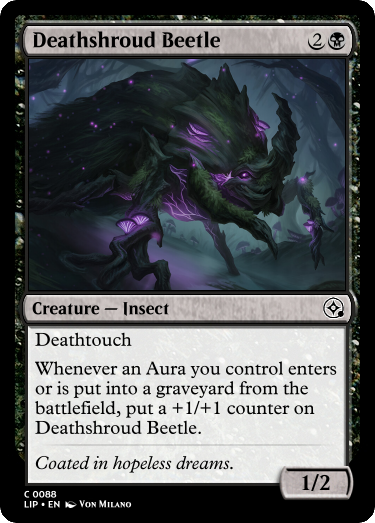 Deathshroud Beetle 2
Creature — Insect
Deathtouch
Whenever an Aura you control enters
or is put into a graveyard from the
battlefield, put a +1/+1 counter on
Deathshroud Beetle.
Coated in hopeless dreams.
1/2
C 0088
LIP • EN Von Milano